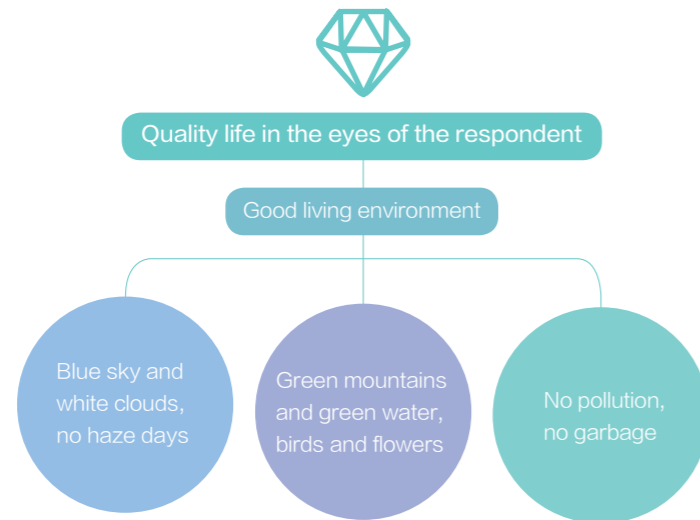 Quality life in the eyes of the respondent
Good living environment
Blue sky and
white clouds,
no haze days
Green mountains
and green water,
birds and flowers
No pollution,
no garbage